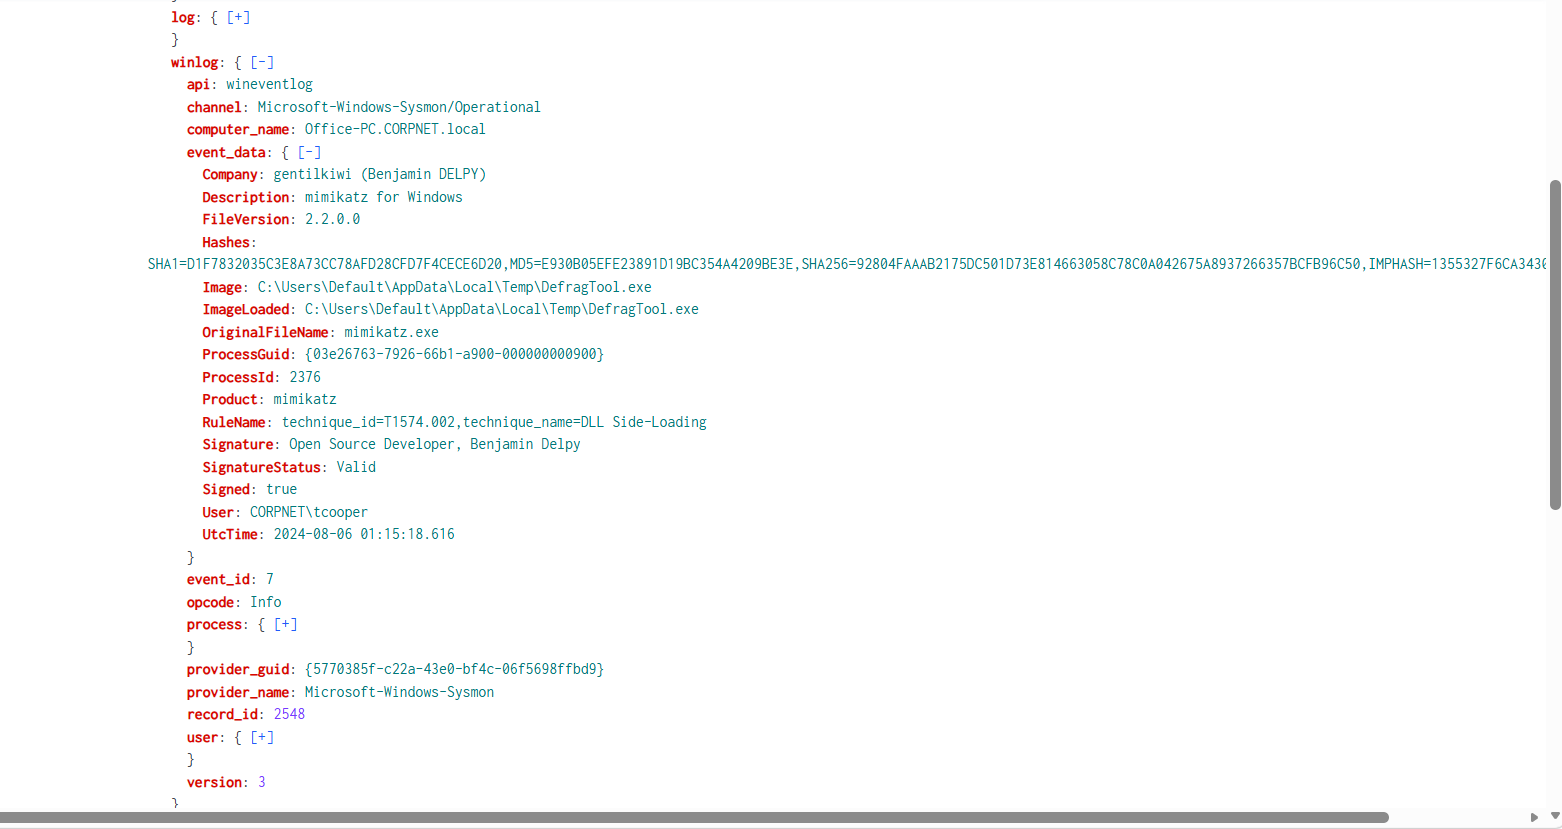 log: { [+]
}
winlog: { [-]
api: wineventlog
channel: Microsoft-Windows-Sysmon/Operational
computer_name: Office-PC.CORPNET.local
event_data: { [-]
Company: gentilkiwi (Benjamin DELPY)
Description: mimikatz for Windows
FileVersion: 2.2.0.0
Hashes:
SHA1=D1F7832035C3E8A73CC78AFD28CFD7F4CECE6D20,MD5=E930B05EFE23891D19BC354A4209BE3E,SHA256=92804FAAAB2175DC501D73E814663058C78C0A042675A8937266357BCFB96C50,IMPHASH=1355327F6CA3430
Image: C:\Users\Default\AppData\Local\Temp\DefragTool.exe
ImageLoaded: C:\Users\Default\AppData\Local\Temp\DefragTool.exe
OriginalFileName: mimikatz.exe
ProcessGuid: {03e26763-7926-66b1-a900-000000000900}
ProcessId: 2376
Product: mimikatz
RuleName: technique_id=T1574.002,technique_name=DLL Side-Loading
Signature: Open Source Developer, Benjamin Delpy
SignatureStatus: Valid
Signed: true
User: CORPNET\tcooper
UtcTime: 2024-08-06 01:15:18.616
}
event_id: 7
opcode: Info
process: { [+]
}
provider_guid: {5770385f-c22a-43e0-bf4c-06f5698ffbd9}
provider_name: Microsoft-Windows-Sysmon
record_id: 2548
user: { [+]
}
version: 3
}